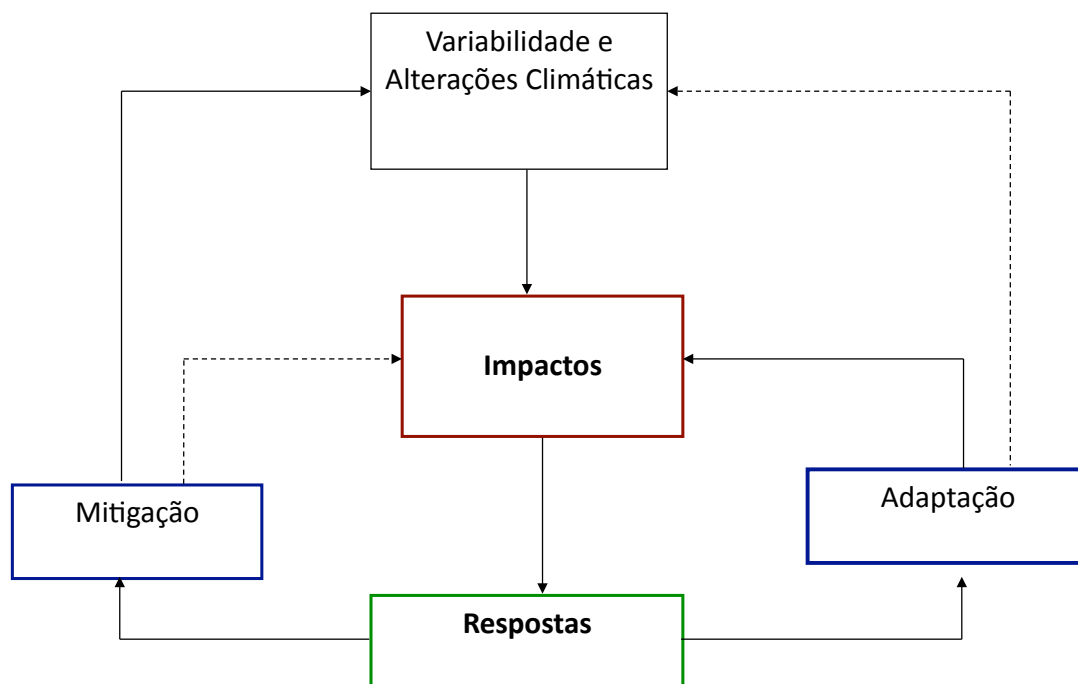 Variabilidade e
Alterações Climáticas
Impactos
Mitigação
Adaptação
Respostas